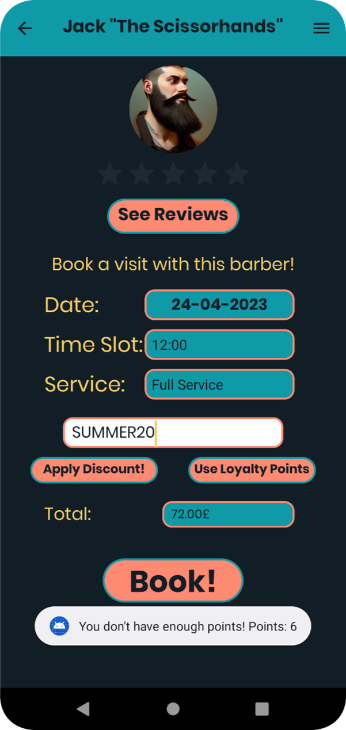 Jack "The Scissorhands"
See Reviews
Book a visit with this barber!
Date: 24-04-2023
Time Slot: 12:00
Service: Full Service
SUMMER20
Apply Discount! Use Loyalty Points
Total: 72.00£
Book!
You don't have enough points! Points: 6